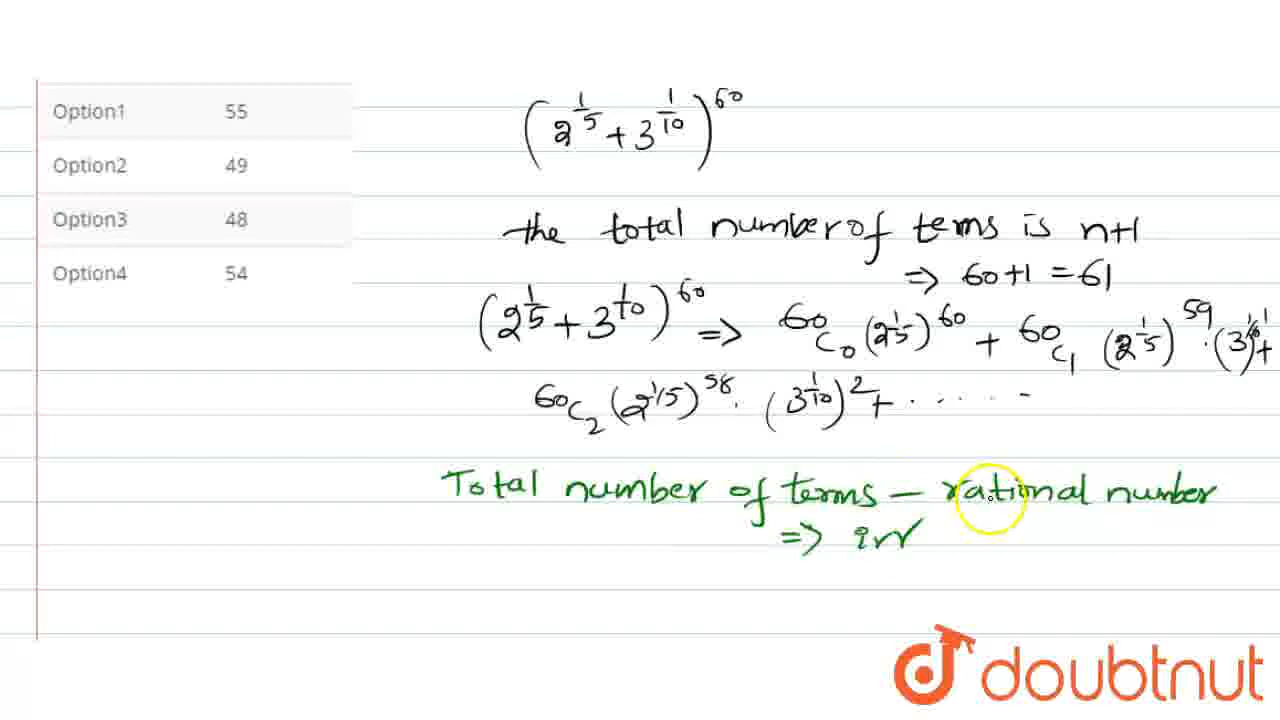 Option1 55
Option2 49
Option3 48
Option4 54
(2^{1/5} + 3^{1/10})^{60}
the total number of terms is n+1
=> 60+1 = 61
(2^{1/5} + 3^{1/10})^{60} => 60C_0 (2^{1/5})^{60} + 60C_1 (2^{1/5})^{59} . (3^{1/10})^1 +
60C_2 (2^{1/5})^{58} . (3^{1/10})^2 + ......
Total number of terms – rational number
=> irr
doubtnut